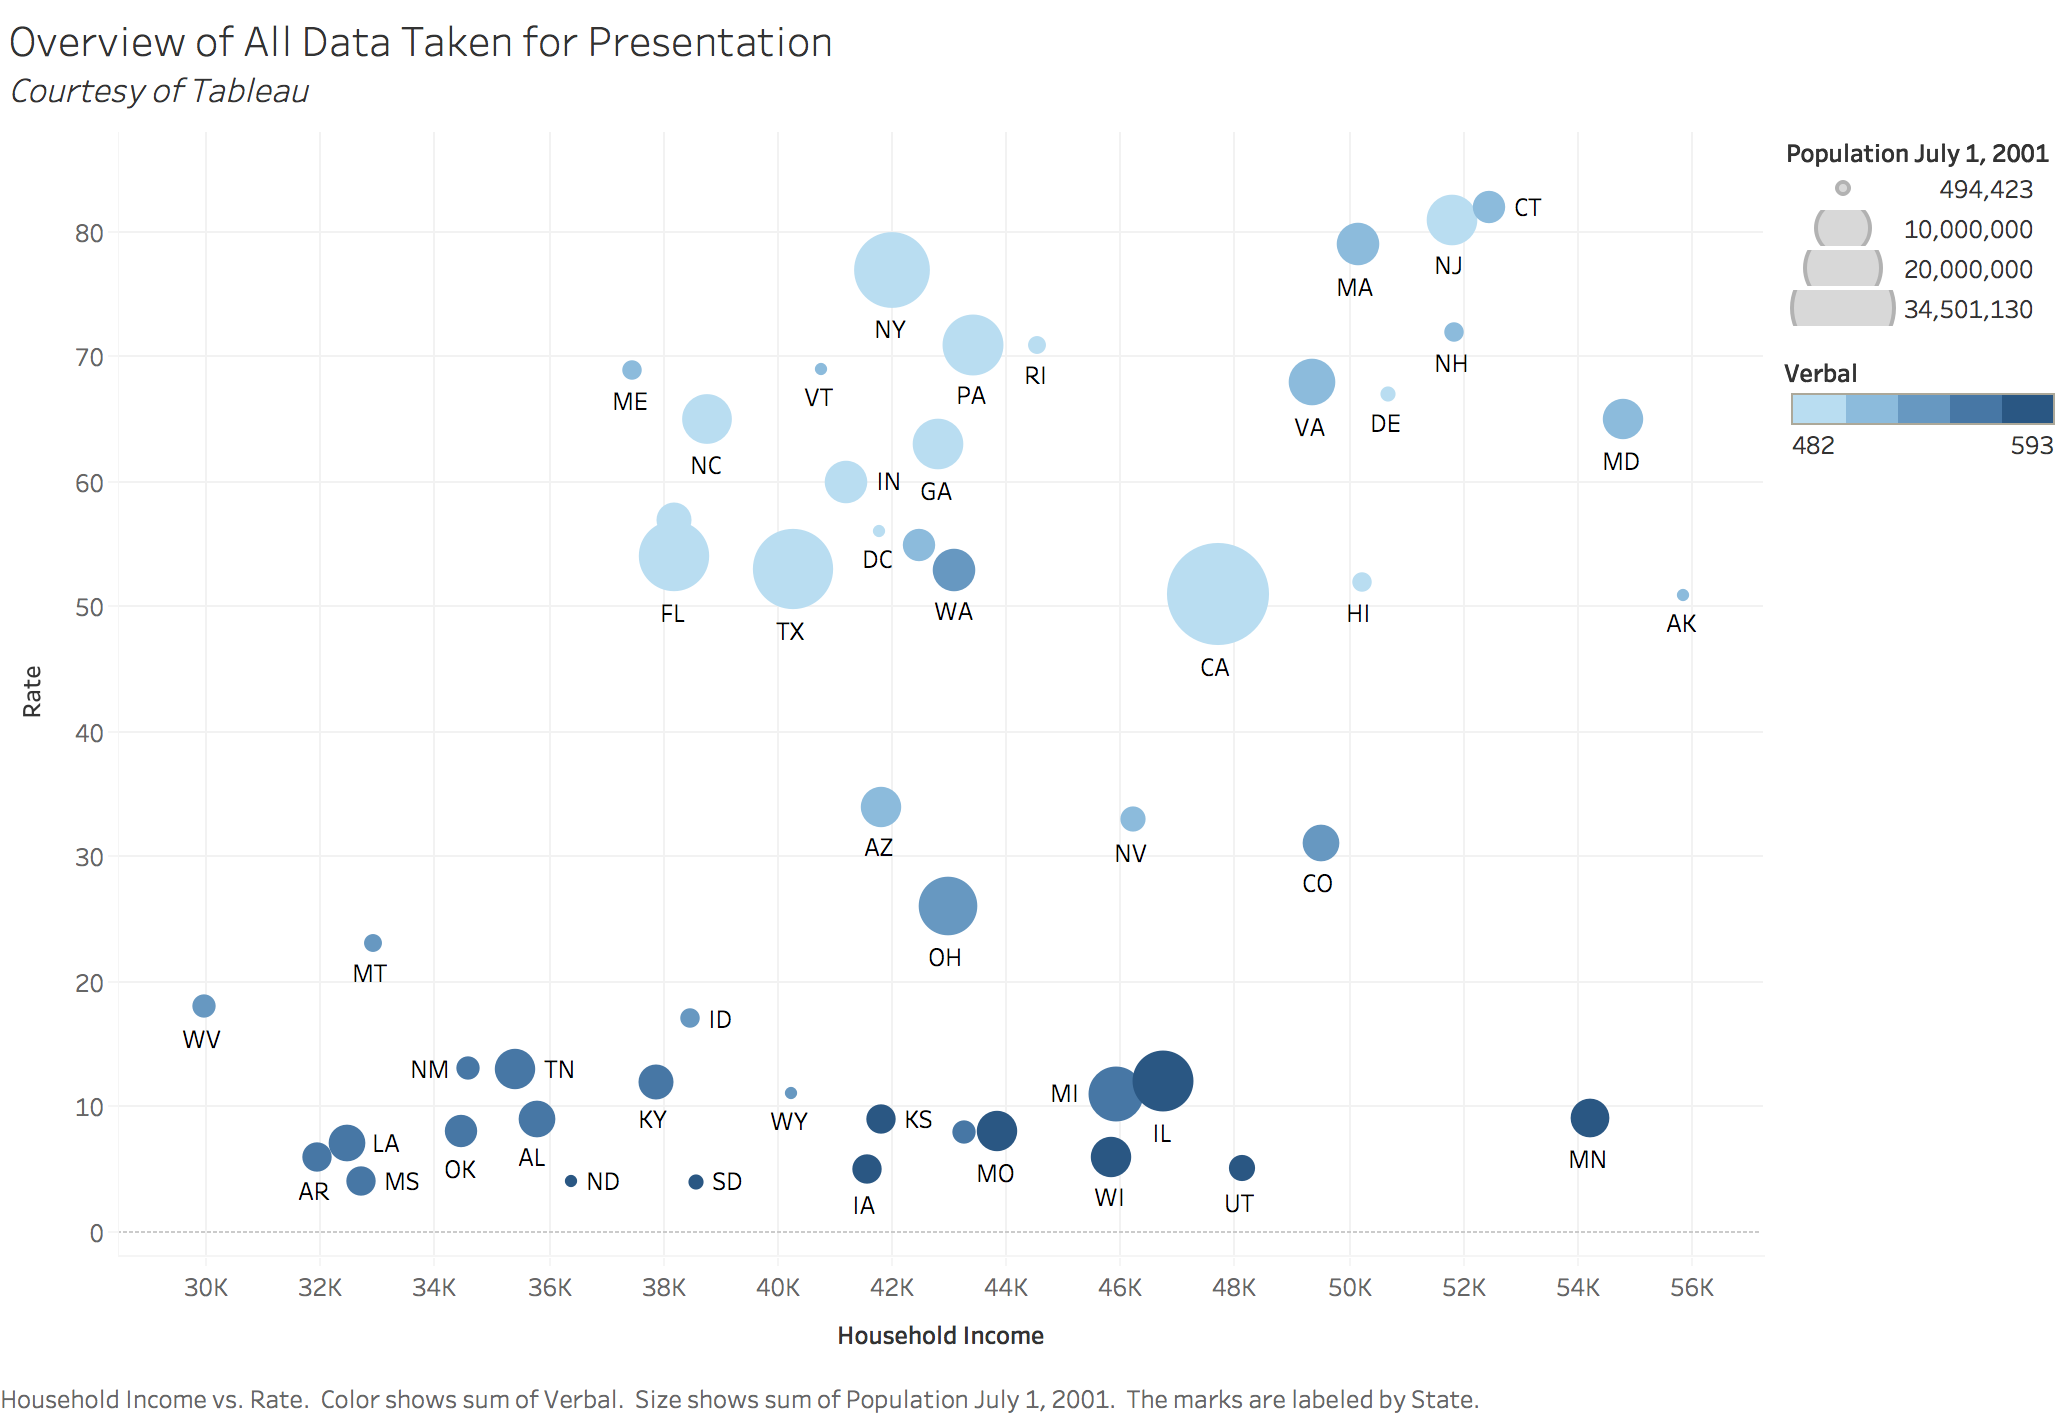 Overview of All Data Taken for Presentation
Courtesy of Tableau
Population July 1, 2001
494,423
10,000,000
20,000,000
34,501,130
Verbal
482 593
Rate
80
70
60
50
40
30
20
10
0
CT
NJ
MA
NY
NH
PA
RI
ME
VT
VA
DE
MD
NC
IN
GA
DC
FL
TX
WA
CA
HI
AK
AZ
NV
CO
OH
MT
WV
ID
NM
TN
KY
WY
MI
IL
KS
LA
AR
MS
OK
AL
ND
SD
IA
MO
WI
UT
MN
30K 32K 34K 36K 38K 40K 42K 44K 46K 48K 50K 52K 54K 56K
Household Income
Household Income vs. Rate. Color shows sum of Verbal. Size shows sum of Population July 1, 2001. The marks are labeled by State.